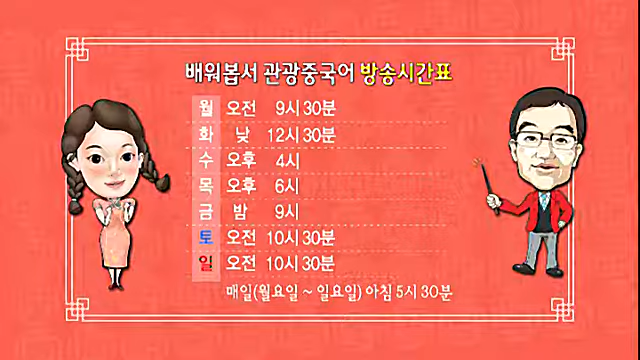 배워봅서 관광중국어 방송시간표
월 오전 9시 30분
화 낮 12시 30분
수 오후 4시
목 오후 6시
금 밤 9시
토 오전 10시 30분
일 오전 10시 30분
매일(월요일 ~ 일요일) 아침 5시 30분